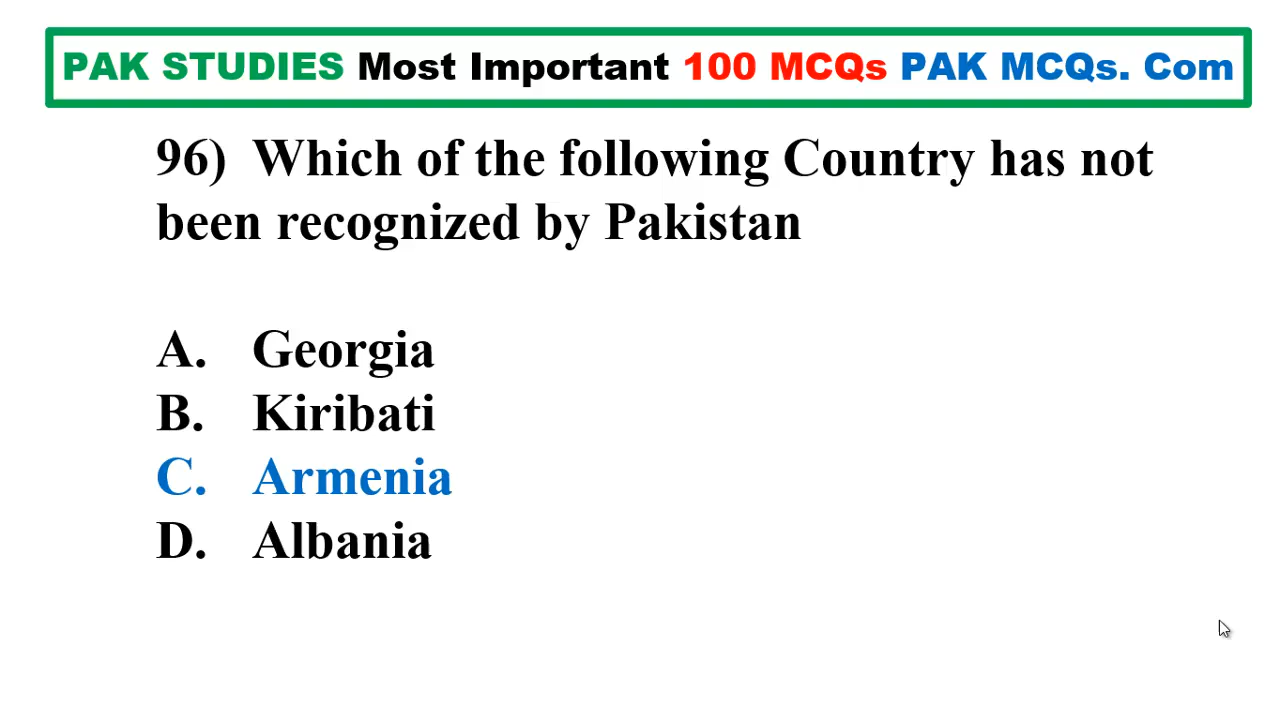 PAK STUDIES Most Important 100 MCQs PAK MCQs. Com
96) Which of the following Country has not
been recognized by Pakistan
A. Georgia
B. Kiribati
C. Armenia
D. Albania